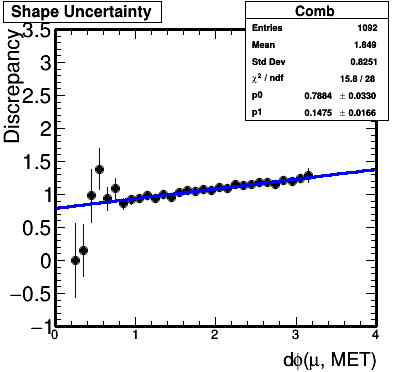 Shape Uncertainty
Comb
Entries 1092
Mean 1.849
Std Dev 0.8251
χ² / ndf 15.8 / 28
p0 0.7884 ± 0.0330
p1 0.1475 ± 0.0166
Discrepancy
3.5
3
2.5
2
1.5
1
0.5
0
−0.5
−1
0 1 2 3 4
dϕ(μ, MET)